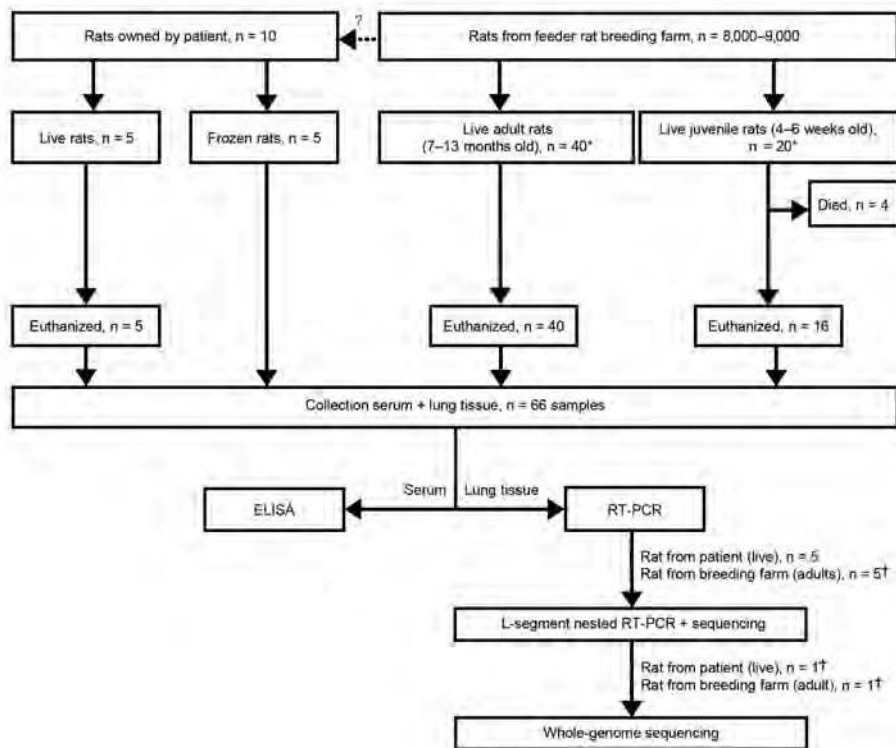 ?
Rats owned by patient, n = 10
Rats from feeder rat breeding farm, n = 8,000–9,000
Live rats, n = 5
Frozen rats, n = 5
Live adult rats
(7–13 months old), n = 40*
Live juvenile rats (4–6 weeks old),
n = 20*
Died, n = 4
Euthanized, n = 5
Euthanized, n = 40
Euthanized, n = 16
Collection serum + lung tissue, n = 66 samples
Serum
Lung tissue
ELISA
RT-PCR
Rat from patient (live), n = 5
Rat from breeding farm (adults), n = 5†
L-segment nested RT-PCR + sequencing
Rat from patient (live), n = 1†
Rat from breeding farm (adult), n = 1†
Whole-genome sequencing